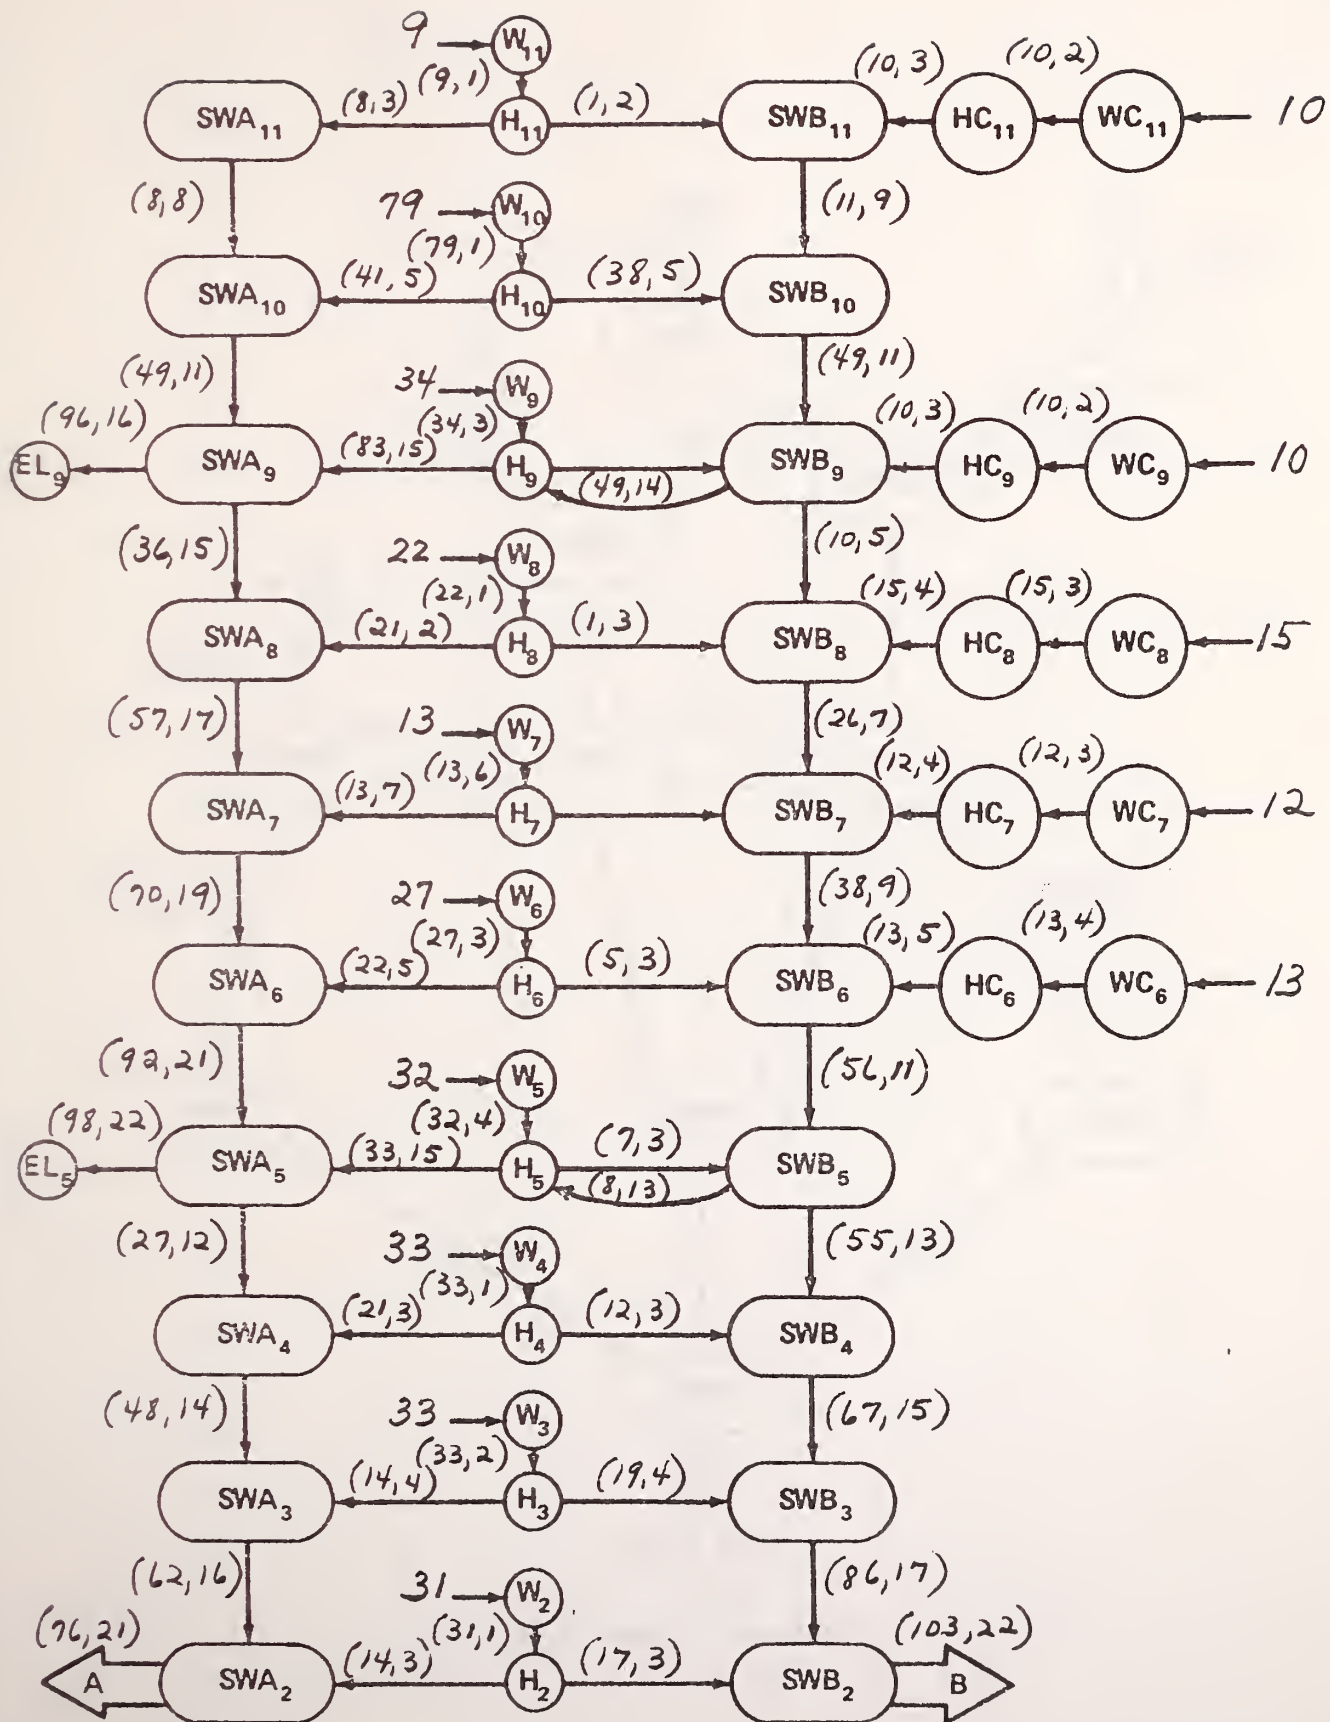 9 W11
(9,1) (10,3) (10,2)
SWA11 (8,3) H11 (1,2) SWB11 HC11 WC11 10
(8,8) 79 W10 (11,9)
(79,1)
SWA10 (41,5) H10 (38,5) SWB10
(49,11) 34 W9 (49,11)
(96,16) (34,3) (10,3) (10,2)
EL9 SWA9 (83,15) H9 (49,14) SWB9 HC9 WC9 10
(36,15) 22 W8 (10,5)
(22,1) (15,4) (15,3)
SWA8 (21,2) H8 (1,3) SWB8 HC8 WC8 15
(57,17) 13 W7 (26,7)
(13,6) (12,4) (12,3)
SWA7 (13,7) H7 SWB7 HC7 WC7 12
(70,19) 27 W6 (38,9)
(27,3) (13,5) (13,4)
SWA6 (22,5) H6 (5,3) SWB6 HC6 WC6 13
(92,21) 32 W5 (56,11)
(98,22) (32,4)
EL5 SWA5 (33,15) H5 (7,3) (8,13) SWB5
(27,12) 33 W4 (55,13)
(33,1)
SWA4 (21,3) H4 (12,3) SWB4
(48,14) 33 W3 (67,15)
(33,2)
SWA3 (14,4) H3 (19,4) SWB3
(62,16) 31 W2 (86,17)
(76,21) (31,1) (103,22)
A SWA2 (14,3) H2 (17,3) SWB2 B